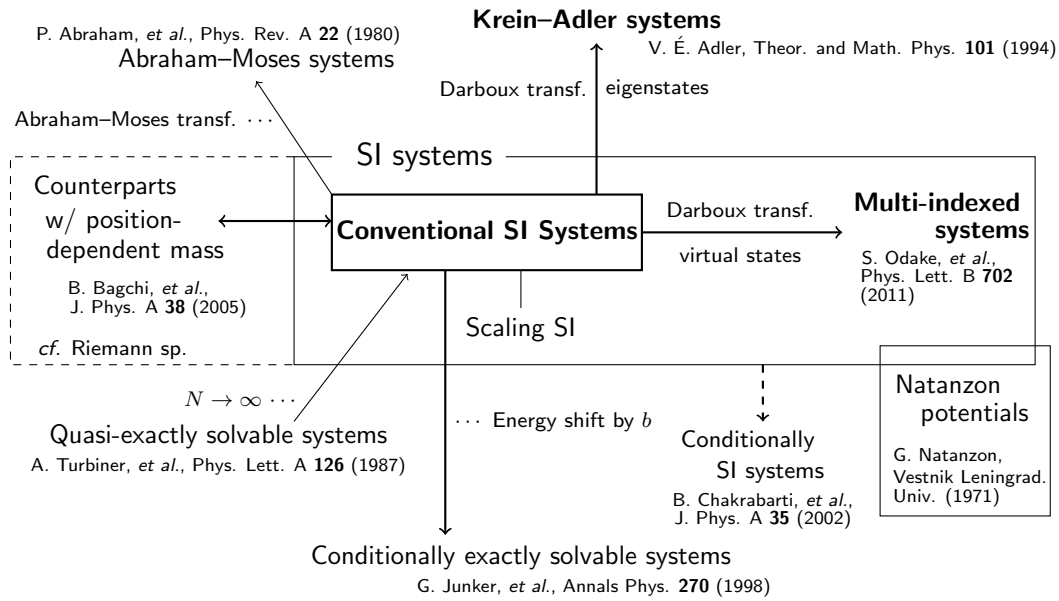 Krein–Adler systems
P. Abraham, et al., Phys. Rev. A 22 (1980)
V. É. Adler, Theor. and Math. Phys. 101 (1994)
Abraham–Moses systems
Darboux transf.
eigenstates
Abraham–Moses transf. ⋯
SI systems
Counterparts
w/ position-
dependent mass
B. Bagchi, et al.,
J. Phys. A 38 (2005)
cf. Riemann sp.
Conventional SI Systems
Darboux transf.
virtual states
Multi-indexed
systems
S. Odake, et al.,
Phys. Lett. B 702
(2011)
Scaling SI
N → ∞ ⋯
Quasi-exactly solvable systems
A. Turbiner, et al., Phys. Lett. A 126 (1987)
⋯ Energy shift by b
Conditionally
SI systems
B. Chakrabarti, et al.,
J. Phys. A 35 (2002)
Natanzon
potentials
G. Natanzon,
Vestnik Leningrad.
Univ. (1971)
Conditionally exactly solvable systems
G. Junker, et al., Annals Phys. 270 (1998)